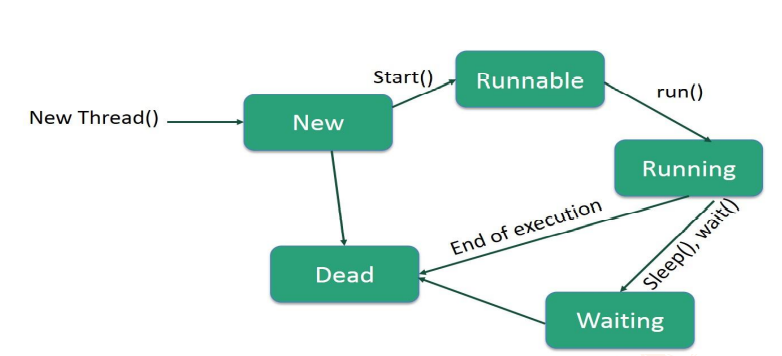 Runnable
Start()
run()
New Thread()
New
Running
End of execution
Sleep(), wait()
Dead
Waiting